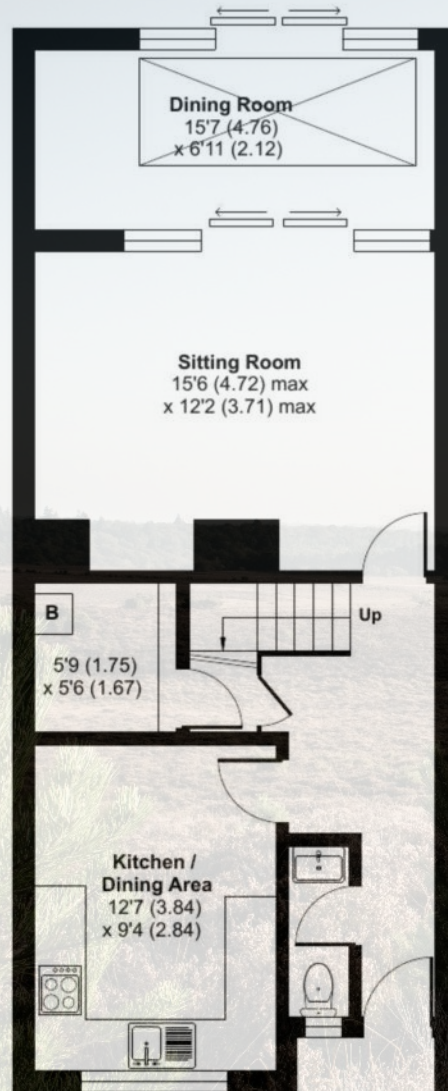 Dining Room
15'7 (4.76)
x 6'11 (2.12)
Sitting Room
15'6 (4.72) max
x 12'2 (3.71) max
B
Up
5'9 (1.75)
x 5'6 (1.67)
Kitchen /
Dining Area
12'7 (3.84)
x 9'4 (2.84)